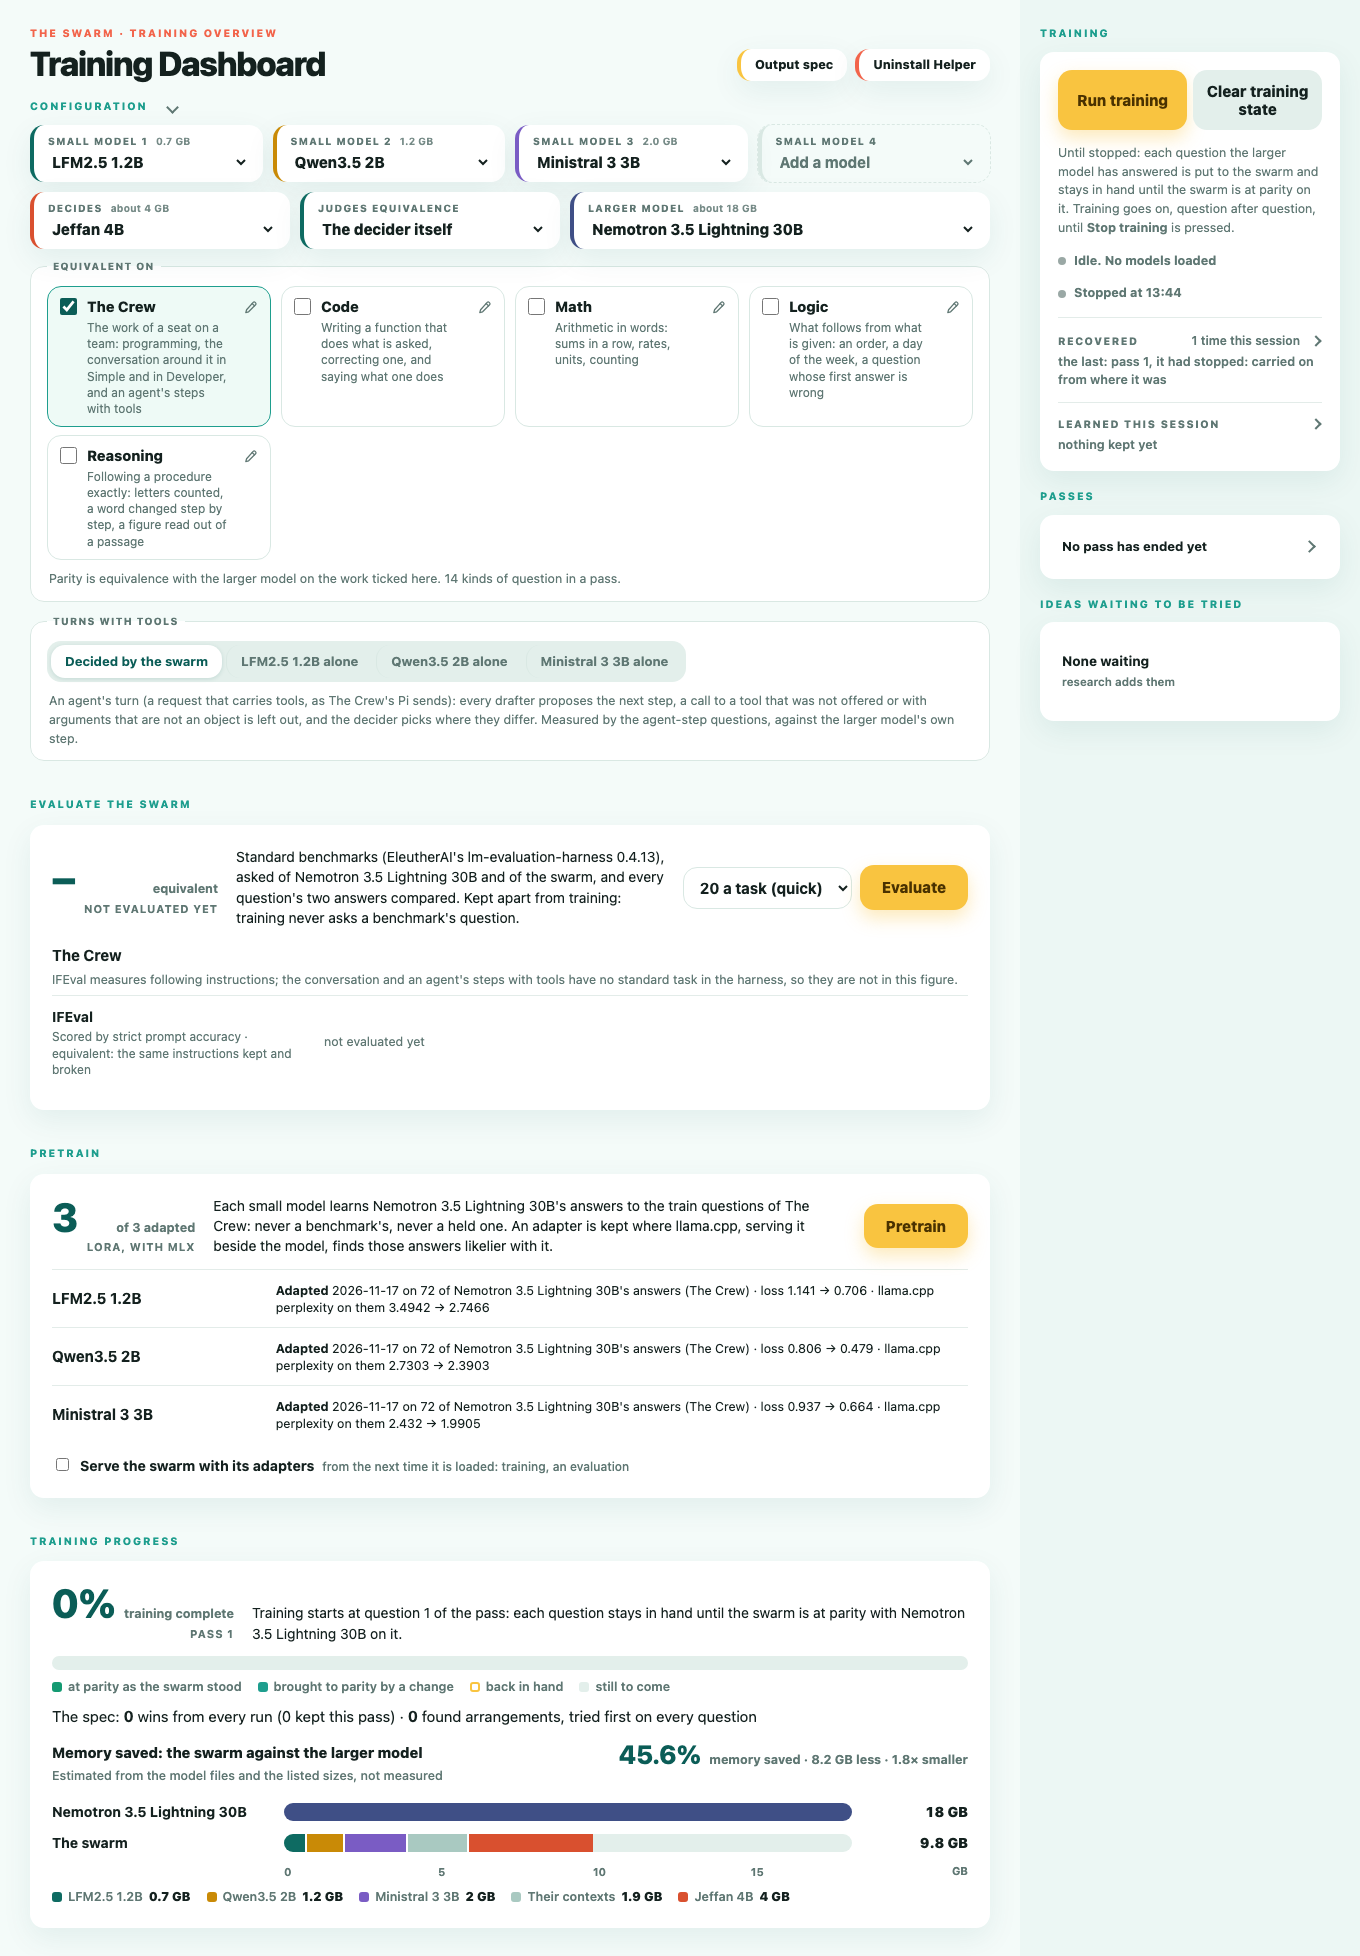 THE SWARM · TRAINING OVERVIEW
Training Dashboard
Output spec
Uninstall Helper
CONFIGURATION
SMALL MODEL 1 0.7 GB
LFM2.5 1.2B
SMALL MODEL 2 1.2 GB
Qwen3.5 2B
SMALL MODEL 3 2.0 GB
Ministral 3 3B
SMALL MODEL 4
Add a model
DECIDES about 4 GB
Jeffan 4B
JUDGES EQUIVALENCE
The decider itself
LARGER MODEL about 18 GB
Nemotron 3.5 Lightning 30B
EQUIVALENT ON
The Crew
The work of a seat on a
team: programming, the
conversation around it in
Simple and in Developer,
and an agent's steps
with tools
Code
Writing a function that
does what is asked,
correcting one, and
saying what one does
Math
Arithmetic in words:
sums in a row, rates,
units, counting
Logic
What follows from what
is given: an order, a day
of the week, a question
whose first answer is
wrong
Reasoning
Following a procedure
exactly: letters counted,
a word changed step by
step, a figure read out of
a passage
Parity is equivalence with the larger model on the work ticked here. 14 kinds of question in a pass.
TURNS WITH TOOLS
Decided by the swarm
LFM2.5 1.2B alone
Qwen3.5 2B alone
Ministral 3 3B alone
An agent's turn (a request that carries tools, as The Crew's Pi sends): every drafter proposes the next step, a call to a tool that was not offered or with
arguments that are not an object is left out, and the decider picks where they differ. Measured by the agent-step questions, against the larger model's own
step.
EVALUATE THE SWARM
–
equivalent
NOT EVALUATED YET
Standard benchmarks (EleutherAI's lm-evaluation-harness 0.4.13),
asked of Nemotron 3.5 Lightning 30B and of the swarm, and every
question's two answers compared. Kept apart from training:
training never asks a benchmark's question.
20 a task (quick)
Evaluate
The Crew
IFEval measures following instructions; the conversation and an agent's steps with tools have no standard task in the harness, so they are not in this figure.
IFEval
Scored by strict prompt accuracy ·
equivalent: the same instructions kept and
broken
not evaluated yet
PRETRAIN
3
of 3 adapted
LORA, WITH MLX
Each small model learns Nemotron 3.5 Lightning 30B's answers to the train questions of The
Crew: never a benchmark's, never a held one. An adapter is kept where llama.cpp, serving it
beside the model, finds those answers likelier with it.
Pretrain
LFM2.5 1.2B
Adapted 2026-11-17 on 72 of Nemotron 3.5 Lightning 30B's answers (The Crew) · loss 1.141 → 0.706 · llama.cpp
perplexity on them 3.4942 → 2.7466
Qwen3.5 2B
Adapted 2026-11-17 on 72 of Nemotron 3.5 Lightning 30B's answers (The Crew) · loss 0.806 → 0.479 · llama.cpp
perplexity on them 2.7303 → 2.3903
Ministral 3 3B
Adapted 2026-11-17 on 72 of Nemotron 3.5 Lightning 30B's answers (The Crew) · loss 0.937 → 0.664 · llama.cpp
perplexity on them 2.432 → 1.9905
Serve the swarm with its adapters from the next time it is loaded: training, an evaluation
TRAINING PROGRESS
0%
training complete
PASS 1
Training starts at question 1 of the pass: each question stays in hand until the swarm is at parity with Nemotron
3.5 Lightning 30B on it.
at parity as the swarm stood
brought to parity by a change
back in hand
still to come
The spec: 0 wins from every run (0 kept this pass) · 0 found arrangements, tried first on every question
Memory saved: the swarm against the larger model
Estimated from the model files and the listed sizes, not measured
45.6% memory saved · 8.2 GB less · 1.8× smaller
Nemotron 3.5 Lightning 30B
18 GB
The swarm
9.8 GB
0 5 10 15 GB
LFM2.5 1.2B 0.7 GB
Qwen3.5 2B 1.2 GB
Ministral 3 3B 2 GB
Their contexts 1.9 GB
Jeffan 4B 4 GB
TRAINING
Run training
Clear training
state
Until stopped: each question the larger
model has answered is put to the swarm and
stays in hand until the swarm is at parity on
it. Training goes on, question after question,
until Stop training is pressed.
Idle. No models loaded
Stopped at 13:44
RECOVERED
1 time this session
the last: pass 1, it had stopped: carried on
from where it was
LEARNED THIS SESSION
nothing kept yet
PASSES
No pass has ended yet
IDEAS WAITING TO BE TRIED
None waiting
research adds them